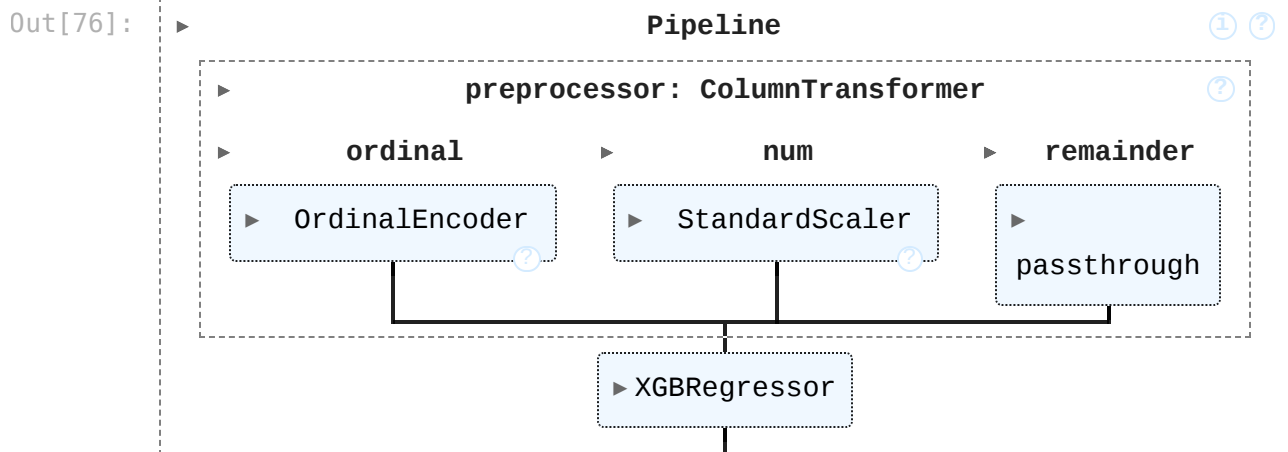 Out[76]: ▶ Pipeline i ?
▶ preprocessor: ColumnTransformer ?
▶ ordinal ▶ num ▶ remainder
▶ OrdinalEncoder ? ▶ StandardScaler ? ▶
passthrough
▶ XGBRegressor